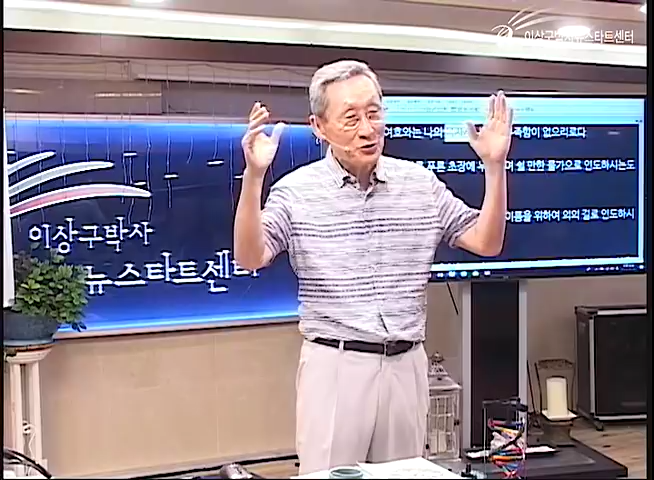 이상구박사뉴스타트센터
여호와는 나의 족함이 없으리로다
푸른 초장에 쉴 만한 물가으로 인도하시는도
이름을 위하여 의의 길로 인도하시
이상구박사
뉴스타트센터